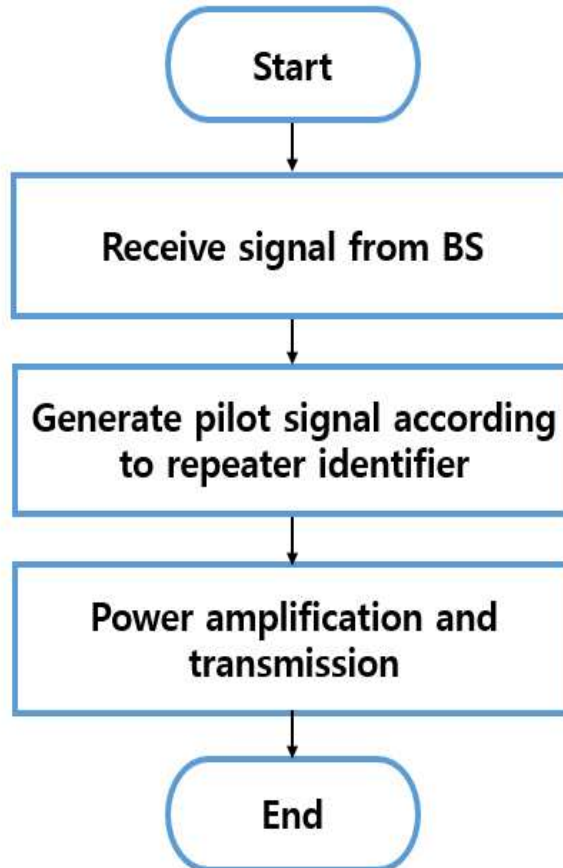 Start
Receive signal from BS
Generate pilot signal according
to repeater identifier
Power amplification and
transmission
End